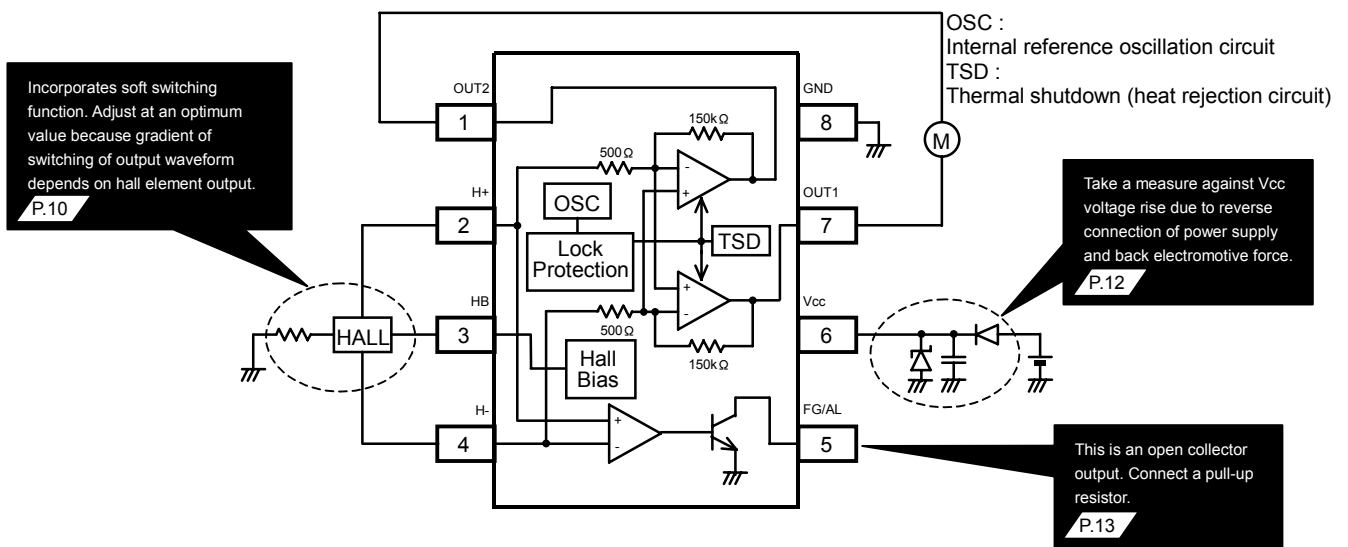 OSC :
Internal reference oscillation circuit
TSD :
Thermal shutdown (heat rejection circuit)
Incorporates soft switching
function. Adjust at an optimum
value because gradient of
switching of output waveform
depends on hall element output.
P.10
OUT2
1
H+
2
HB
3
H-
4
HALL
150kΩ
500Ω
-
+
OSC
Lock
Protection
TSD
+
-
500Ω
150kΩ
Hall
Bias
+
-
GND
8
OUT1
7
Vcc
6
FG/AL
5
M
Take a measure against Vcc
voltage rise due to reverse
connection of power supply
and back electromotive force.
P.12
This is an open collector
output. Connect a pull-up
resistor.
P.13